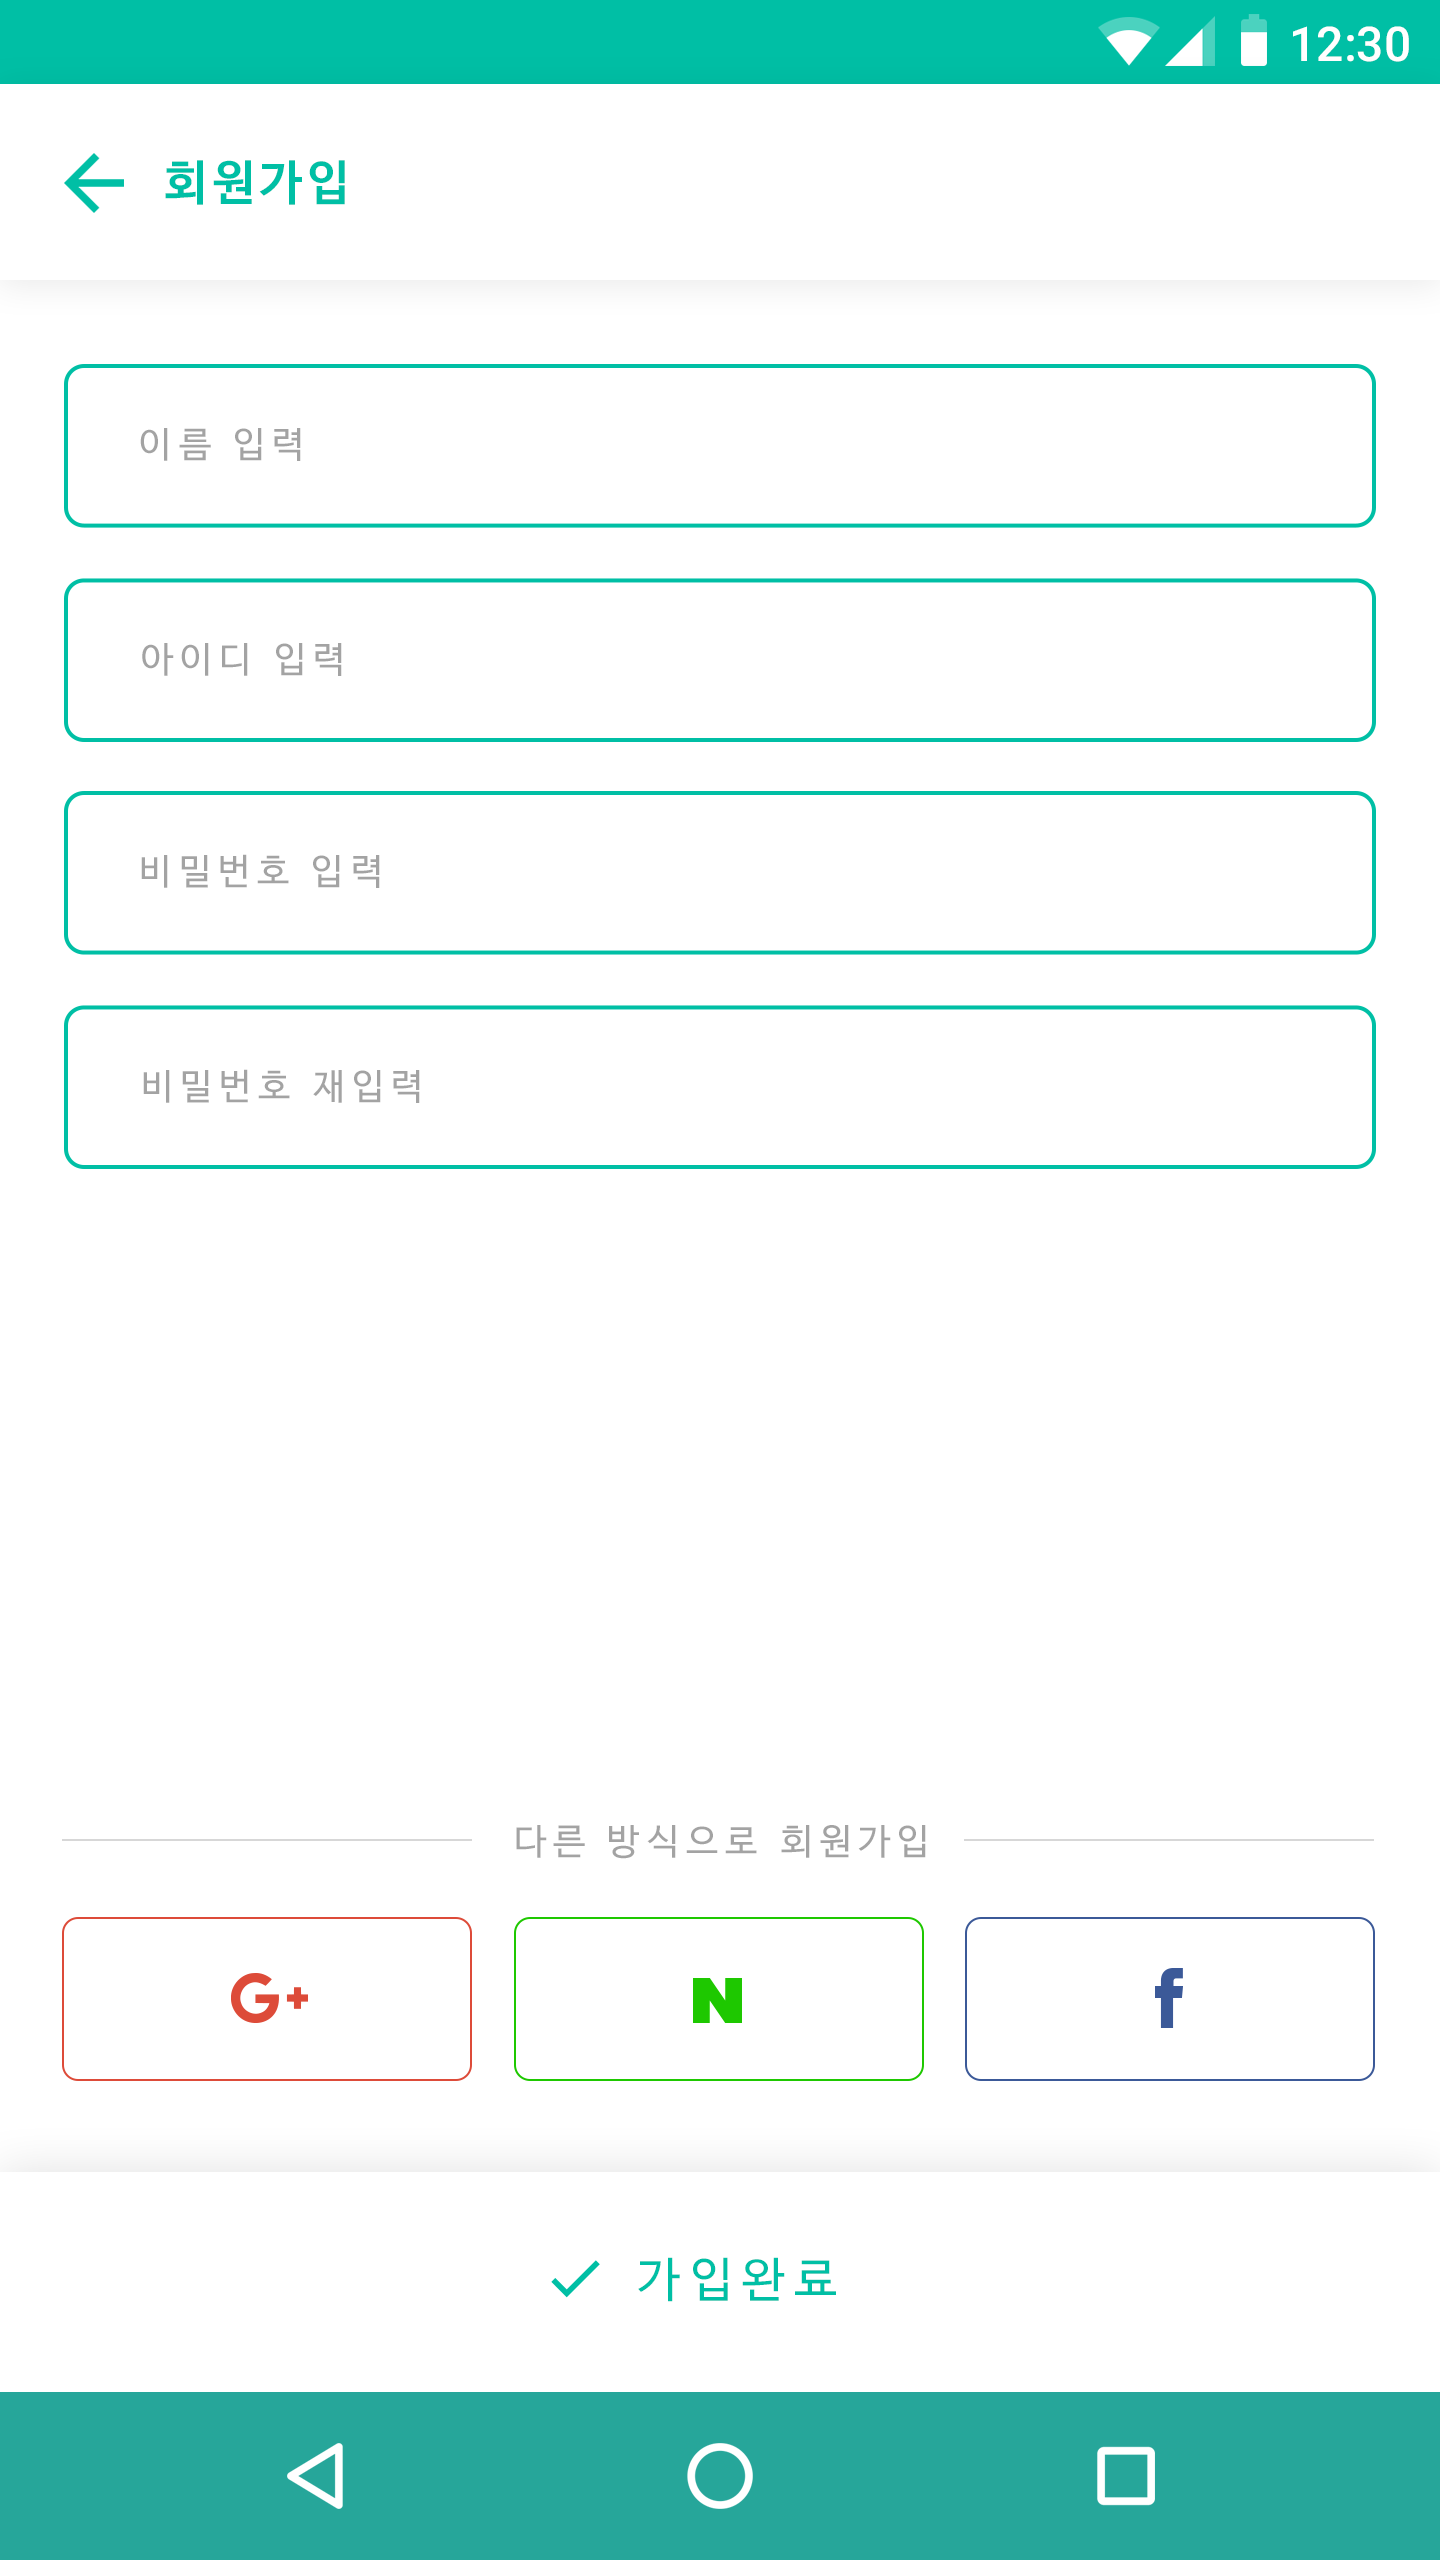 12:30
회원가입
이름 입력
아이디 입력
비밀번호 입력
비밀번호 재입력
다른 방식으로 회원가입
G+ N f
가입완료